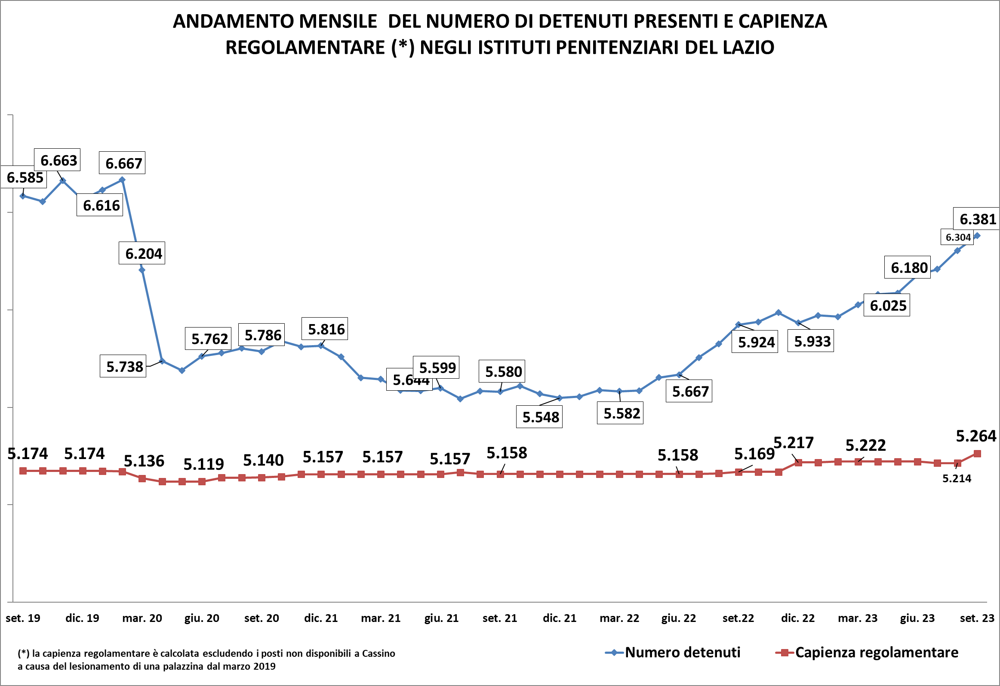 ANDAMENTO MENSILE  DEL NUMERO DI DETENUTI PRESENTI E CAPIENZA
REGOLAMENTARE (*) NEGLI ISTITUTI PENITENZIARI DEL LAZIO
6.585
6.663
6.616
6.667
6.204
5.738
5.762
5.786
5.816
5.644
5.599
5.580
5.548
5.582
5.667
5.924
5.933
6.025
6.180
6.304
6.381
5.174
5.174
5.136
5.119
5.140
5.157
5.157
5.157
5.158
5.158
5.169
5.217
5.222
5.214
5.264
set. 19
dic. 19
mar. 20
giu. 20
set. 20
dic. 21
mar. 21
giu. 21
set. 21
dic. 21
mar. 22
giu. 22
set.22
dic. 22
mar. 23
giu. 23
set. 23
(*) la capienza regolamentare è calcolata escludendo i posti non disponibili a Cassino
a causa del lesionamento di una palazzina dal marzo 2019
Numero detenuti
Capienza regolamentare